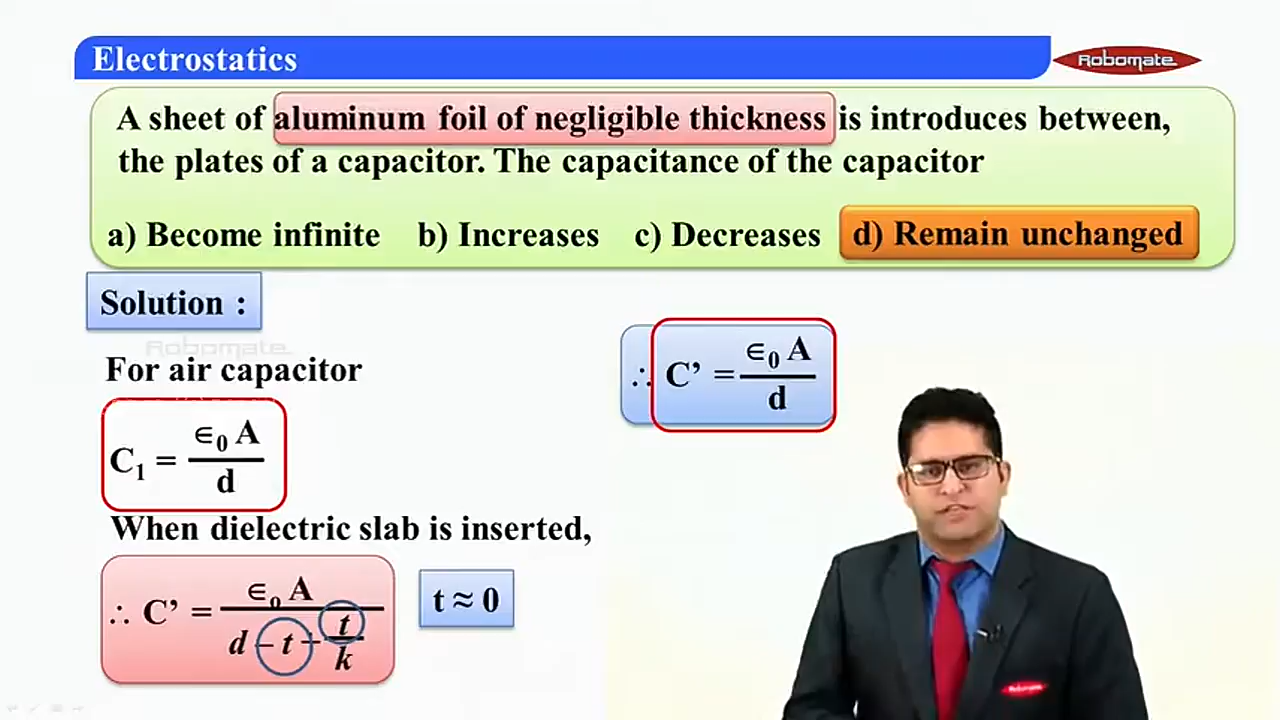 Electrostatics
Robomate
A sheet of aluminum foil of negligible thickness is introduces between,
the plates of a capacitor. The capacitance of the capacitor
a) Become infinite b) Increases c) Decreases d) Remain unchanged
Solution :
Robomate
For air capacitor
C₁ = ∈₀ A / d
When dielectric slab is inserted,
∴ C’ = ∈₀ A / d – t + t / k
t ≈ 0
∴ C’ = ∈₀ A / d
Robomate